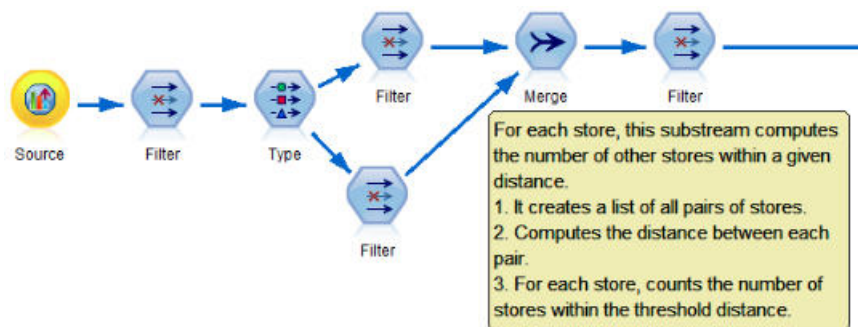 Filter
Merge
Filter
Source
Filter
Type
Filter
For each store, this substream computes
the number of other stores within a given
distance.
1. It creates a list of all pairs of stores.
2. Computes the distance between each
pair.
3. For each store, counts the number of
stores within the threshold distance.